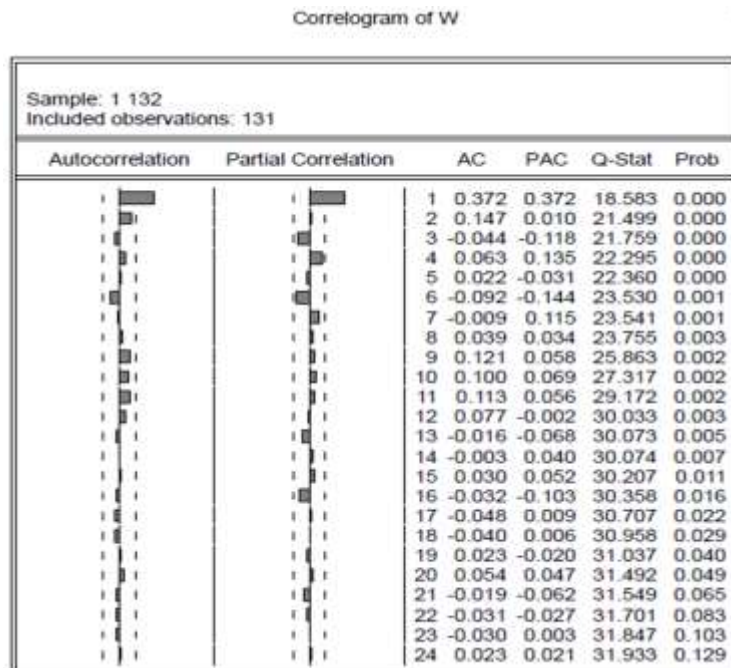 Correlogram of W
Sample: 1 132
Included observations: 131
Autocorrelation Partial Correlation AC PAC Q-Stat Prob
1 0.372 0.372 18.583 0.000
2 0.147 0.010 21.499 0.000
3 -0.044 -0.118 21.759 0.000
4 0.063 0.135 22.295 0.000
5 0.022 -0.031 22.360 0.000
6 -0.092 -0.144 23.530 0.001
7 -0.009 0.115 23.541 0.001
8 0.039 0.034 23.755 0.003
9 0.121 0.058 25.863 0.002
10 0.100 0.069 27.317 0.002
11 0.113 0.056 29.172 0.002
12 0.077 -0.002 30.033 0.003
13 -0.016 -0.068 30.073 0.005
14 -0.003 0.040 30.074 0.007
15 0.030 0.052 30.207 0.011
16 -0.032 -0.103 30.358 0.016
17 -0.048 0.009 30.707 0.022
18 -0.040 0.006 30.958 0.029
19 0.023 -0.020 31.037 0.040
20 0.054 0.047 31.492 0.049
21 -0.019 -0.062 31.549 0.065
22 -0.031 -0.027 31.701 0.083
23 -0.030 0.003 31.847 0.103
24 0.023 0.021 31.933 0.129